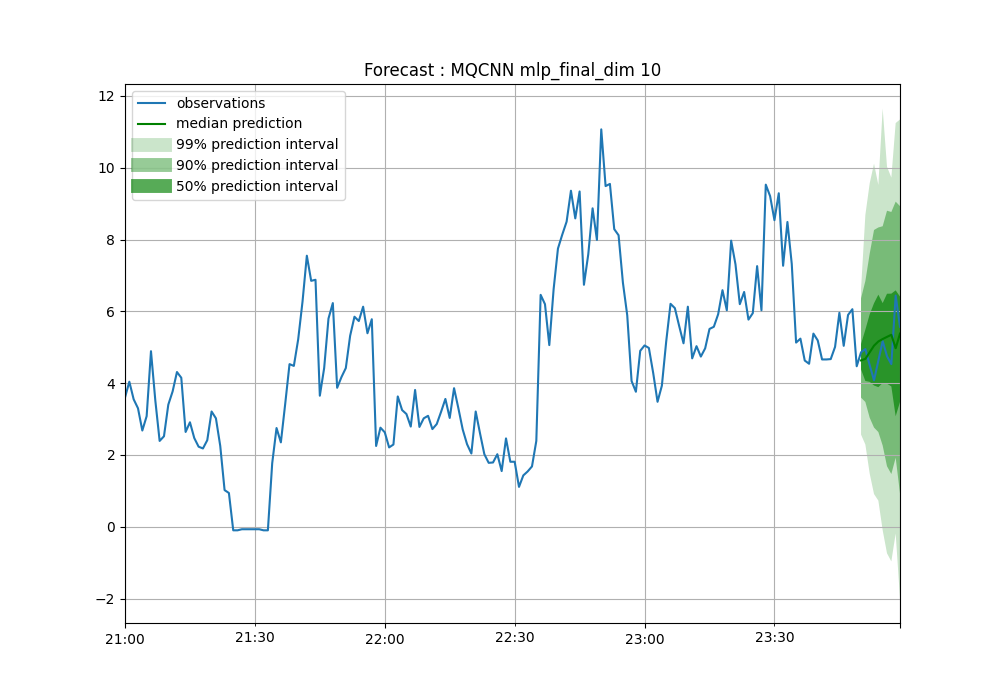 Forecast : MQCNN mlp_final_dim 10
observations
median prediction
99% prediction interval
90% prediction interval
50% prediction interval
12
10
8
6
4
2
0
−2
21:00
21:30
22:00
22:30
23:00
23:30